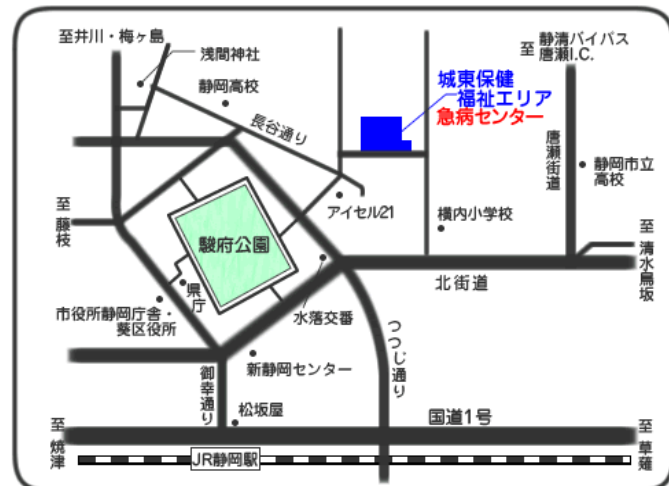 至井川・梅ヶ島
浅間神社
静岡高校
長谷通り
城東保健
福祉エリア
急病センター
至
静清バイパス
唐瀬I.C.
唐瀬街道
静岡市立
高校
至
藤枝
アイセル21
横内小学校
駿府公園
県庁
市役所静岡庁舎・
葵区役所
水落交番
北街道
至
清水鳥坂
新静岡センター
つつじ通り
御幸通り
松坂屋
国道1号
至
焼津
JR静岡駅
至
草薙